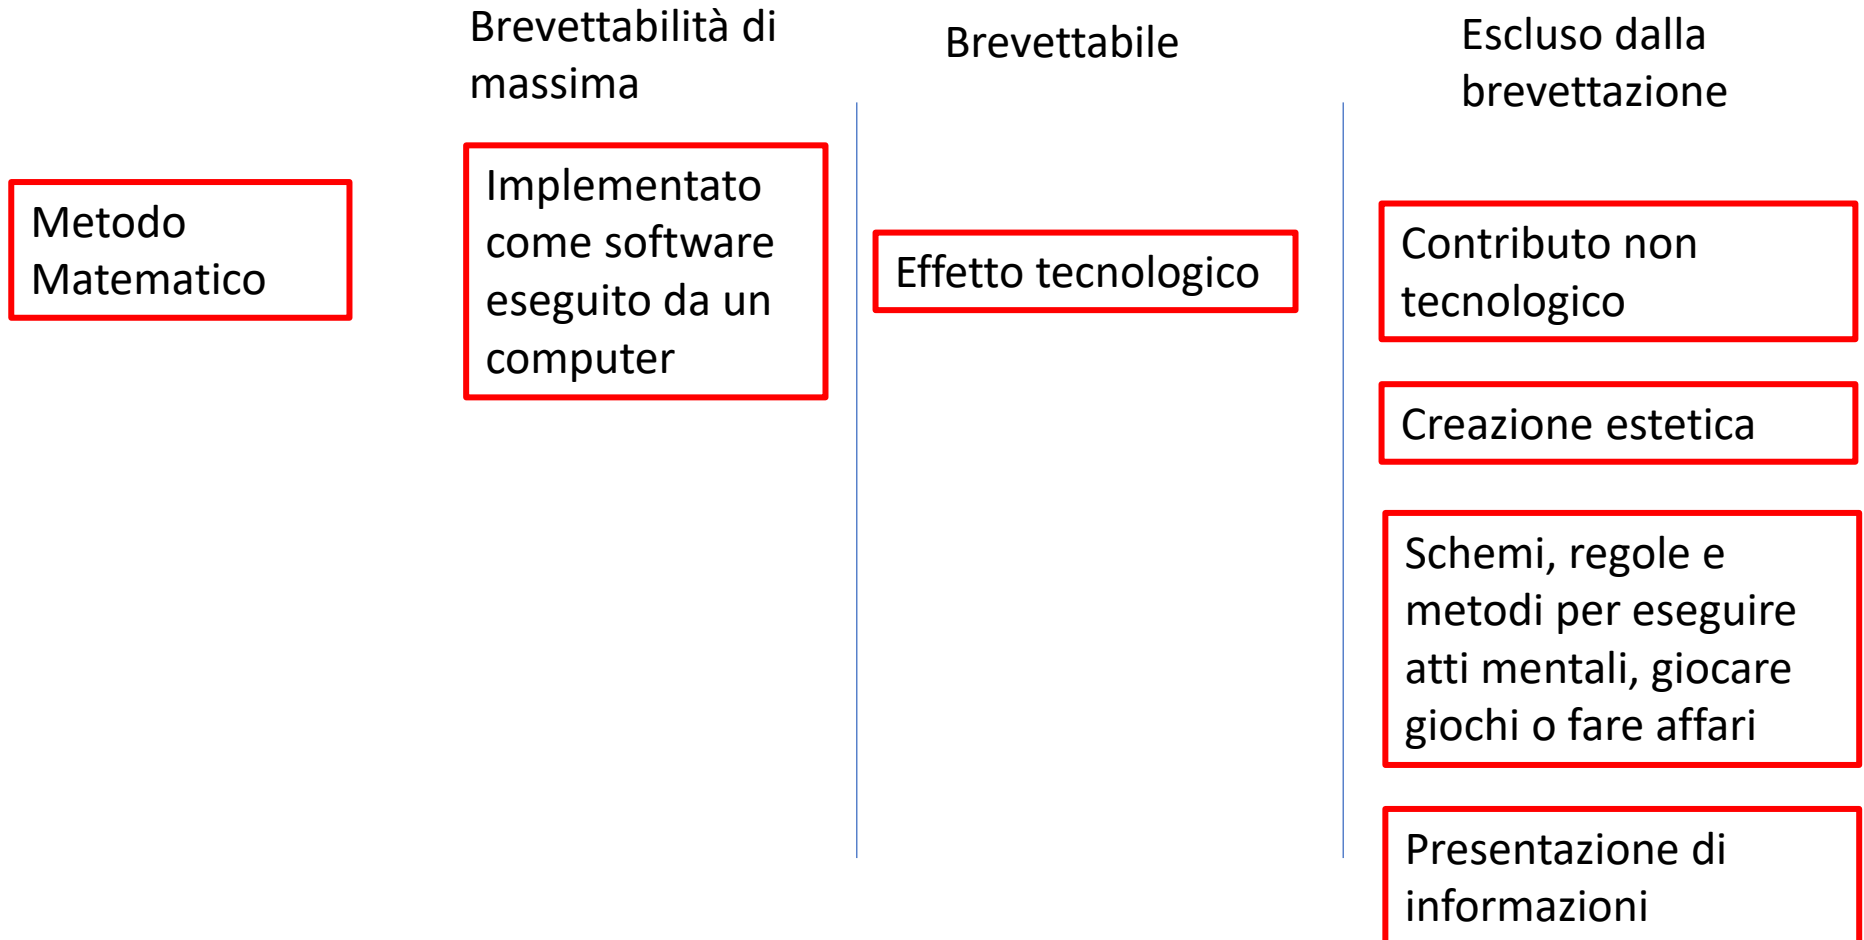 Brevettabilità di
massima
Brevettabile
Escluso dalla
brevettazione
Metodo
Matematico
Implementato
come software
eseguito da un
computer
Effetto tecnologico
Contributo non
tecnologico
Creazione estetica
Schemi, regole e
metodi per eseguire
atti mentali, giocare
giochi o fare affari
Presentazione di
informazioni